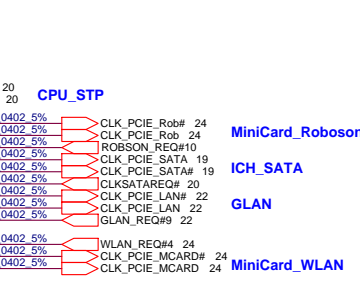 20
20 CPU_STP
0402_5% CLK_PCIE_Rob# 24
0402_5% CLK_PCIE_Rob 24 MiniCard_Roboson
0402_5% ROBSON_REQ#10
0402_5% CLK_PCIE_SATA 19
0402_5% CLK_PCIE_SATA# 19 ICH_SATA
0402_5% CLKSATAREQ# 20
0402_5% CLK_PCIE_LAN# 22
0402_5% CLK_PCIE_LAN 22 GLAN
0402_5% GLAN_REQ#9 22
0402_5% WLAN_REQ#4 24
0402_5% CLK_PCIE_MCARD# 24
0402_5% CLK_PCIE_MCARD 24 MiniCard_WLAN